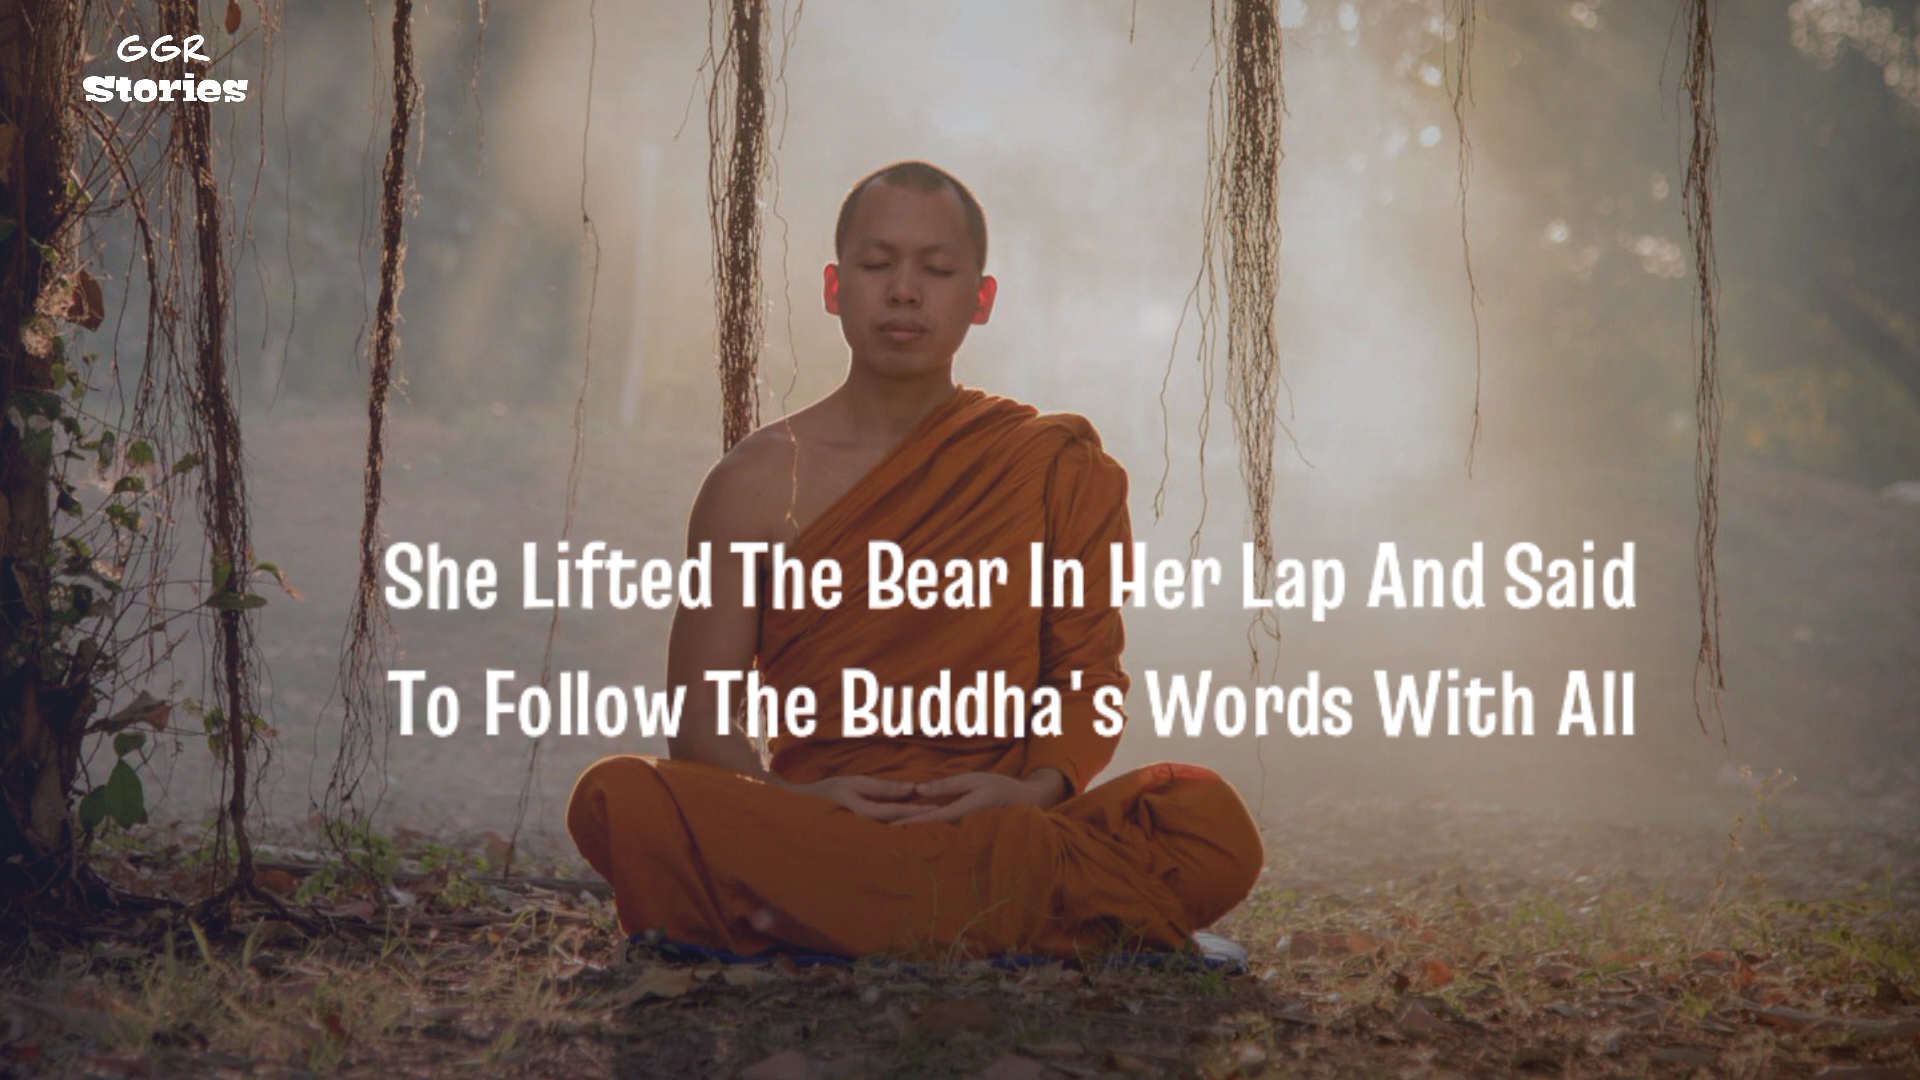 GGR
Stories
She Lifted The Bear In Her Lap And Said
To Follow The Buddha's Words With All